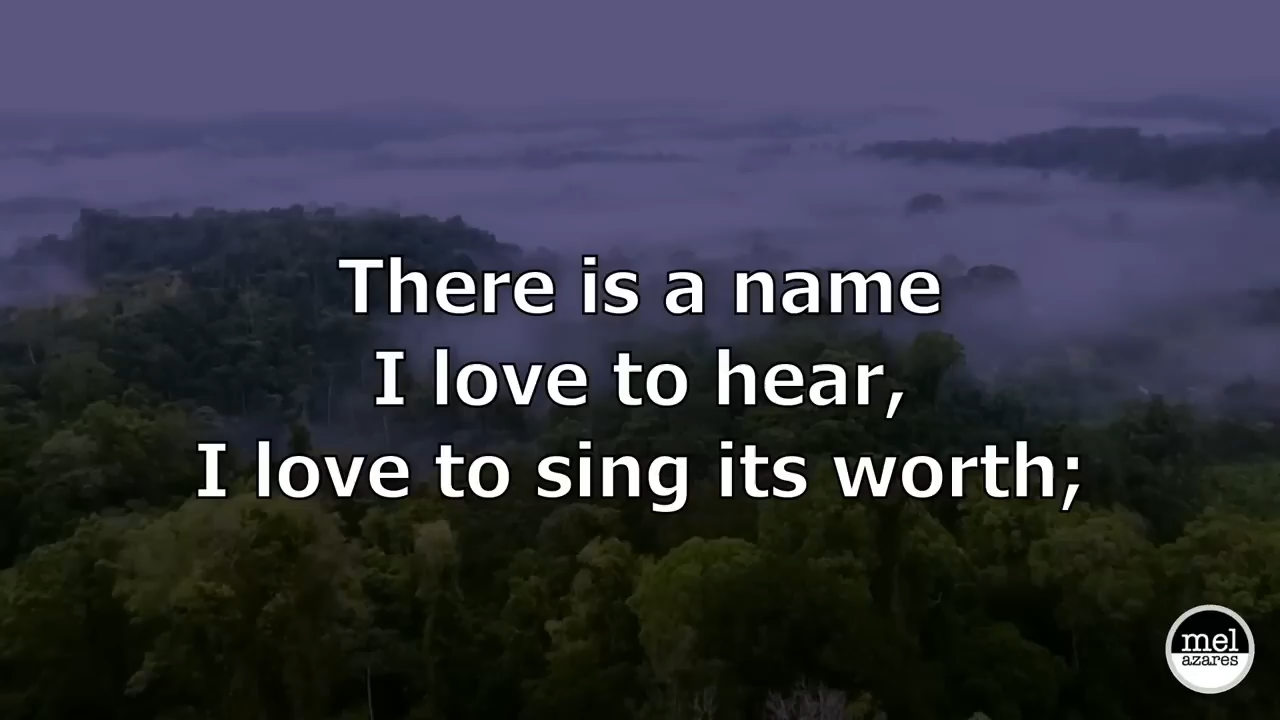 There is a name
I love to hear,
I love to sing its worth;
mel
azares